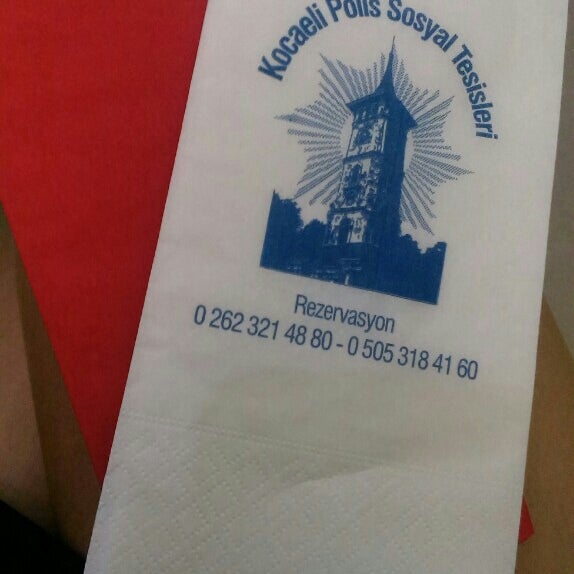 Kocaeli Polis Sosyal Tesisleri
Rezervasyon
0 262 321 48 80 - 0 505 318 41 60